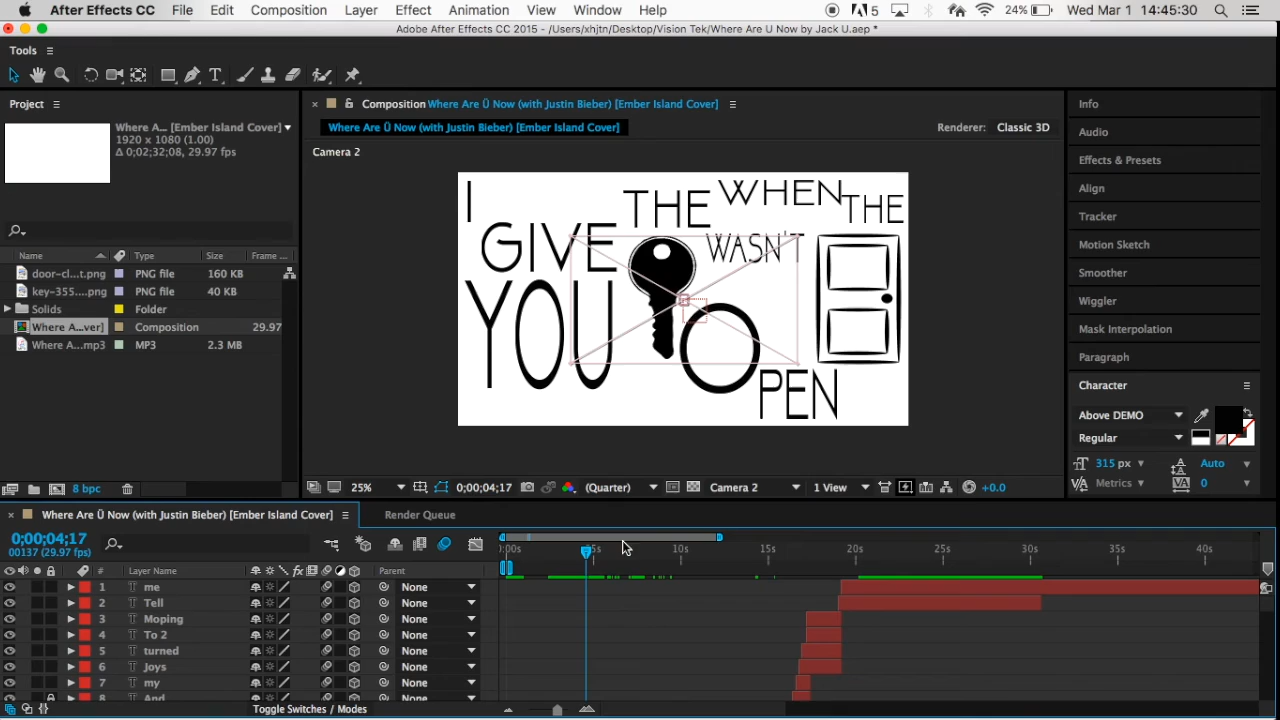 After Effects CC File Edit Composition Layer Effect Animation View Window Help 5 24% Wed Mar 1 14:45:30
Adobe After Effects CC 2015 - /Users/xhjtn/Desktop/Vision Tek/Where Are U Now by Jack U.aep *
Tools
Project
Where A... [Ember Island Cover]
1920 x 1080 (1.00)
Δ 0;02;32;08, 29.97 fps
Name Type Size Frame ...
door-cl...t.png PNG file 160 KB
key-355....png PNG file 40 KB
Solids Folder
Where A...ver] Composition 29.97
Where A...mp3 MP3 2.3 MB
8 bpc
Composition Where Are Ü Now (with Justin Bieber) [Ember Island Cover]
Where Are Ü Now (with Justin Bieber) [Ember Island Cover]
Renderer: Classic 3D
Camera 2
I
GIVE
YOU
THE
WHEN
THE
WASN'T
O
PEN
25% 0;00;04;17 (Quarter) Camera 2 1 View +0.0
Info
Audio
Effects & Presets
Align
Tracker
Motion Sketch
Smoother
Wiggler
Mask Interpolation
Paragraph
Character
Above DEMO
Regular
315 px Auto
Metrics 0
Where Are Ü Now (with Justin Bieber) [Ember Island Cover] Render Queue
0;00;04;17
00137 (29.97 fps)
:00s 5s 10s 15s 20s 25s 30s 35s 40s
# Layer Name Parent
1 T me None
2 T Tell None
3 T Moping None
4 T To 2 None
5 T turned None
6 T Joys None
7 T my None
8 T And None
Toggle Switches / Modes